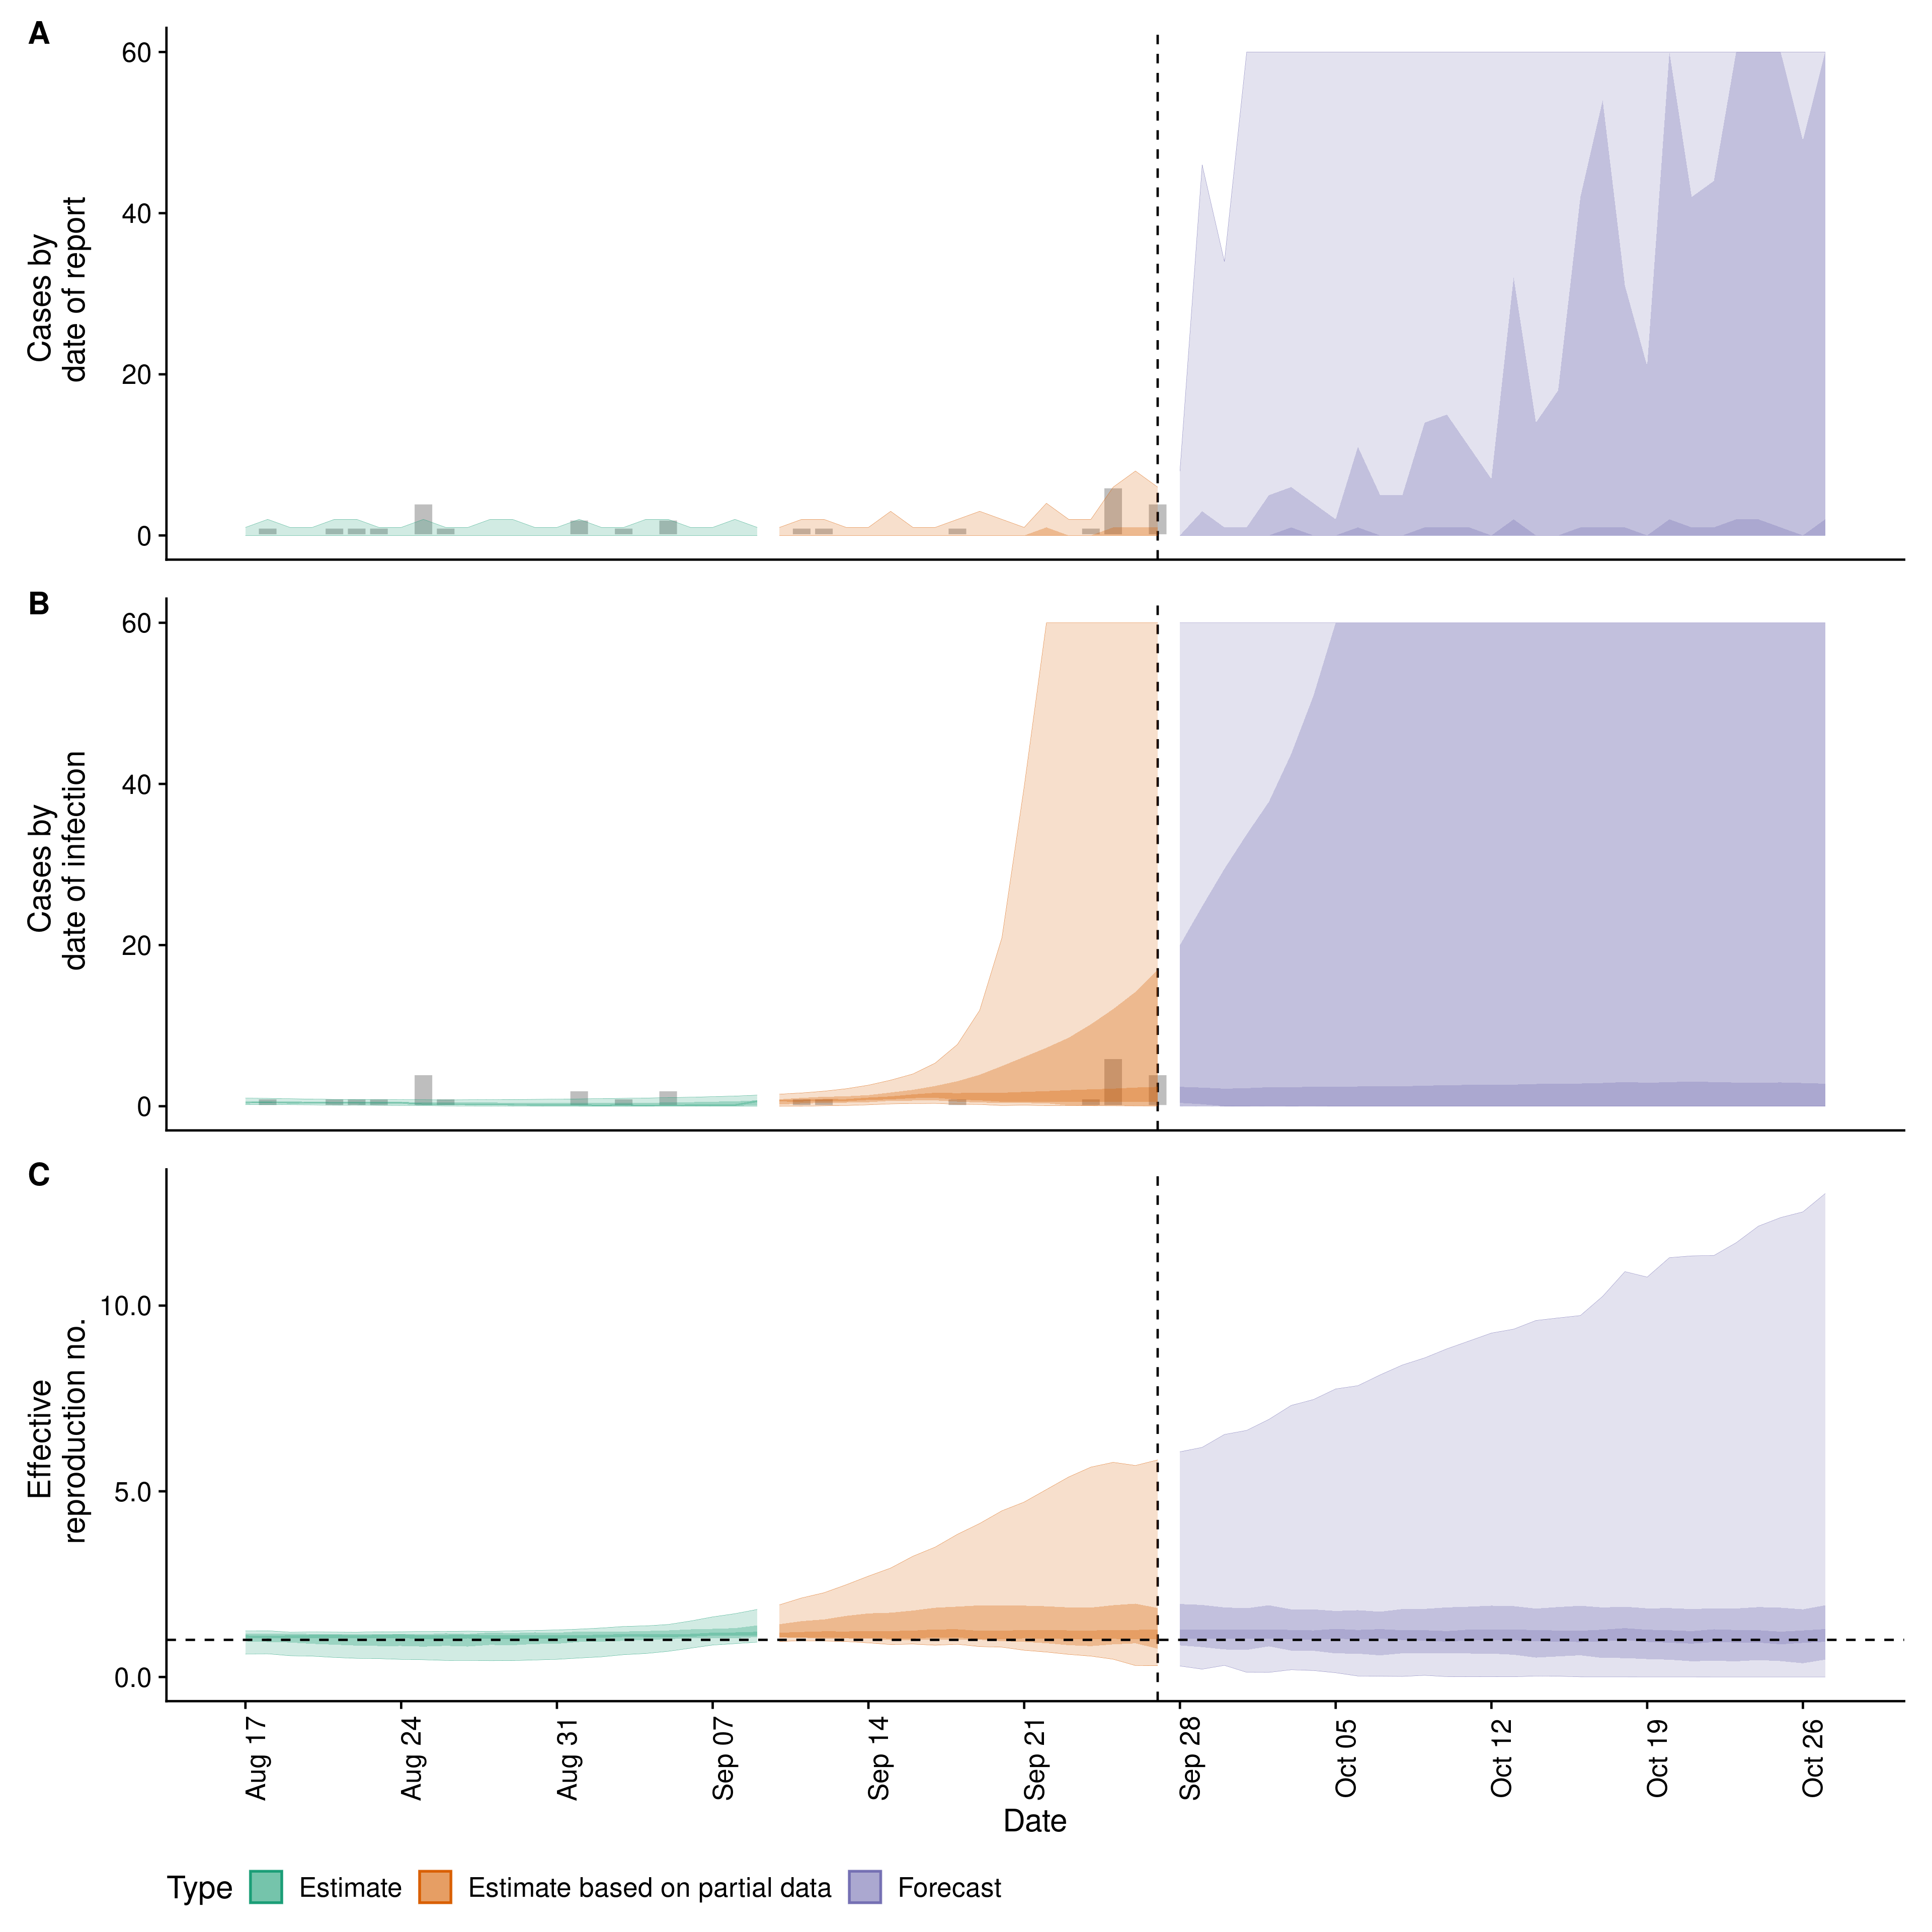 A
60
40
20
0
Cases by
date of report
B
60
40
20
0
Cases by
date of infection
C
10.0
5.0
0.0
Effective
reproduction no.
Aug 17
Aug 24
Aug 31
Sep 07
Sep 14
Sep 21
Sep 28
Oct 05
Oct 12
Oct 19
Oct 26
Date
Type Estimate Estimate based on partial data Forecast